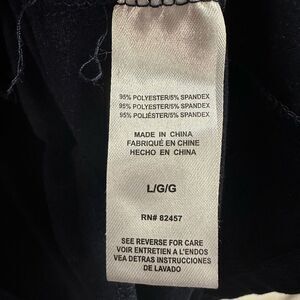 95% POLYESTER/5% SPANDEX
95% POLYESTER/5% SPANDEX
95% POLIÉSTER/5% SPANDEX
MADE IN CHINA
FABRIQUÉ EN CHINE
HECHO EN CHINA
L/G/G
RN# 82457
SEE REVERSE FOR CARE
VOIR ENTRETIEN A L'ENDOS
VEA DETRAS INSTRUCCIONES
DE LAVADO